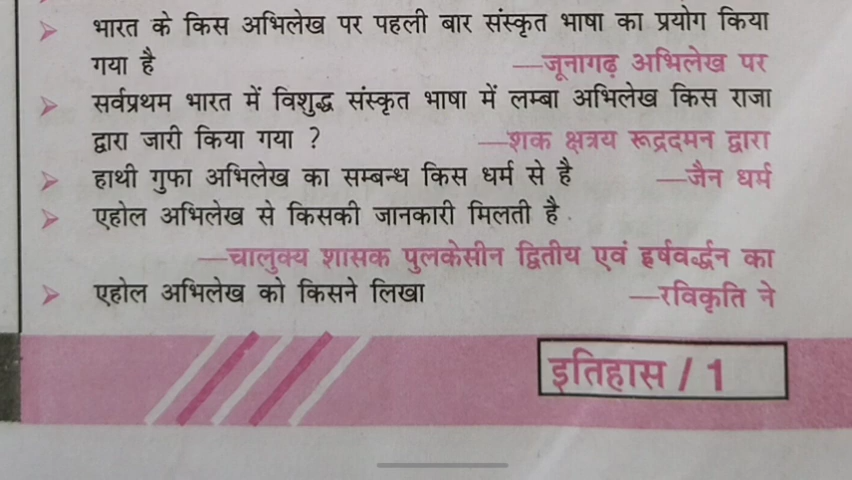 भारत के किस अभिलेख पर पहली बार संस्कृत भाषा का प्रयोग किया
गया है —जूनागढ़ अभिलेख पर
सर्वप्रथम भारत में विशुद्ध संस्कृत भाषा में लम्बा अभिलेख किस राजा
द्वारा जारी किया गया ? —शक क्षत्रय रूद्रदमन द्वारा
हाथी गुफा अभिलेख का सम्बन्ध किस धर्म से है —जैन धर्म
एहोल अभिलेख से किसकी जानकारी मिलती है
—चालुक्य शासक पुलकेसीन द्वितीय एवं हर्षवर्द्धन का
एहोल अभिलेख को किसने लिखा —रविकृति ने
इतिहास / 1